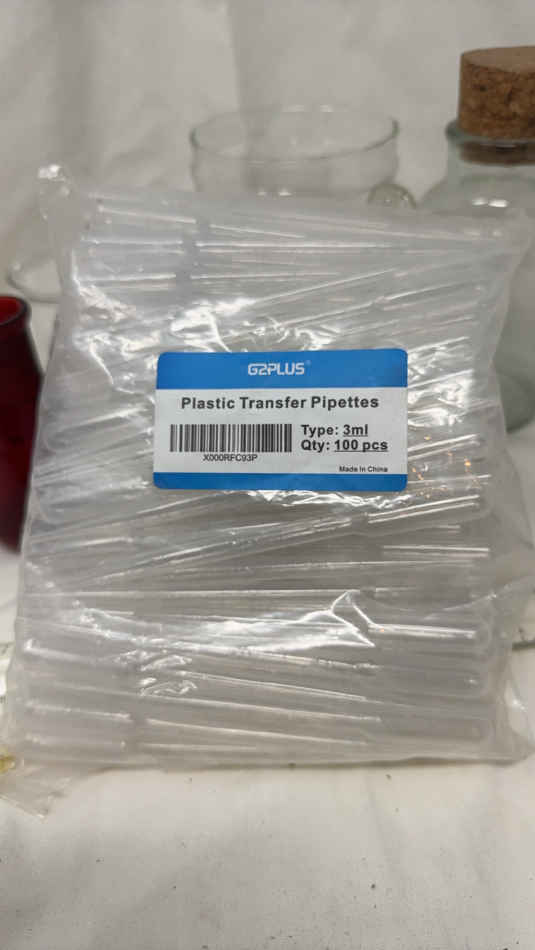 G2PLUS®
Plastic Transfer Pipettes
Type: 3ml
Qty: 100 pcs
X000RFC93P
Made In China